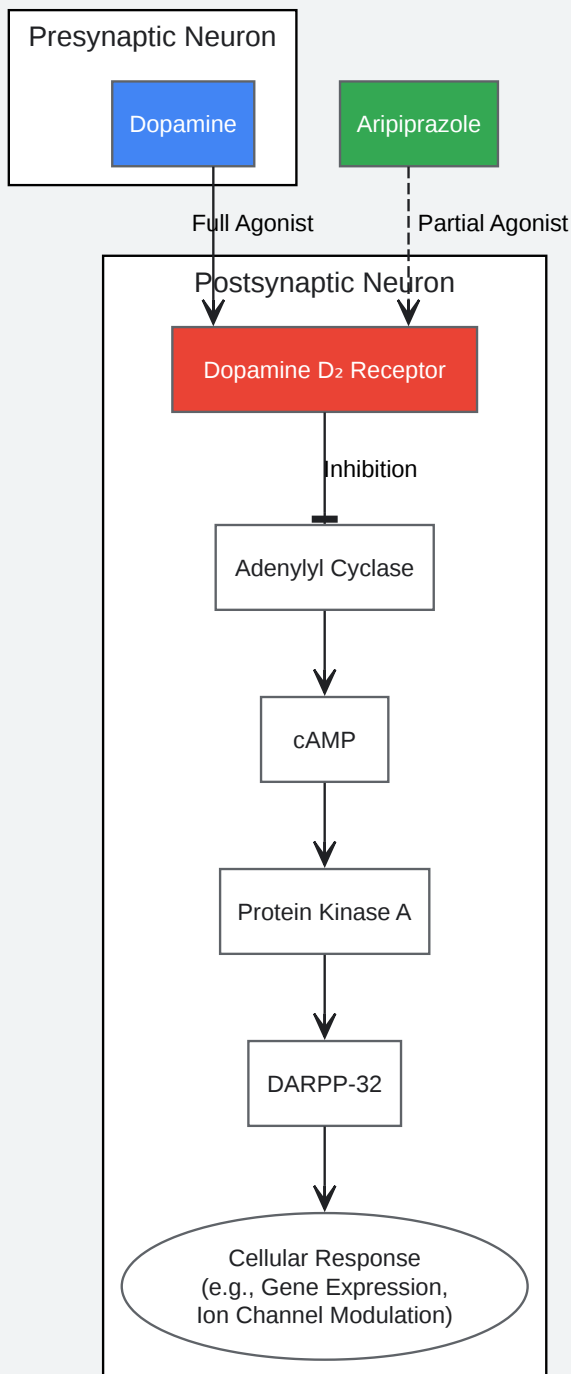 Presynaptic Neuron
Dopamine
Aripiprazole
Full Agonist
Partial Agonist
Postsynaptic Neuron
Dopamine D₂ Receptor
Inhibition
Adenylyl Cyclase
cAMP
Protein Kinase A
DARPP-32
Cellular Response
(e.g., Gene Expression,
Ion Channel Modulation)